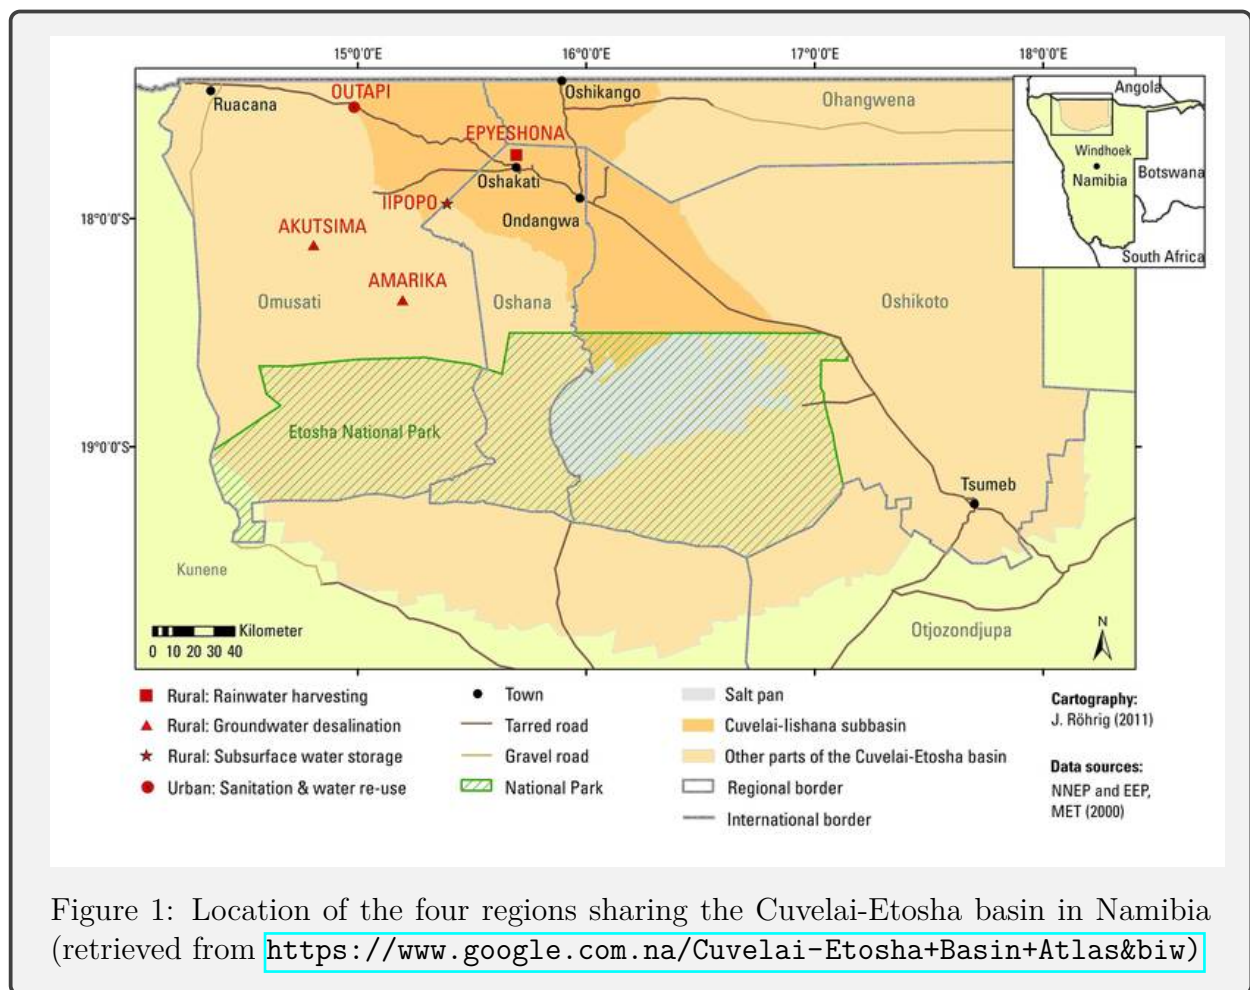 15°0'0"E
16°0'0"E
17°0'0"E
18°0'0"E
Ruacana
OUTAPI
Oshikango
Ohangwena
Angola
EPYESHONA
Windhoek
Namibia
Botswana
Oshakati
IIPOPO
Ondangwa
18°0'0"S
AKUTSIMA
South Africa
AMARIKA
Omusati
Oshana
Oshikoto
Etosha National Park
19°0'0"S
Tsumeb
Kunene
Otjozondjupa
N
Kilometer
0 10 20 30 40
Rural: Rainwater harvesting
Rural: Groundwater desalination
Rural: Subsurface water storage
Urban: Sanitation & water re-use
Town
Tarred road
Gravel road
National Park
Salt pan
Cuvelai-Iishana subbasin
Other parts of the Cuvelai-Etosha basin
Regional border
International border
Cartography:
J. Röhrig (2011)
Data sources:
NNEP and EEP,
MET (2000)
Figure 1: Location of the four regions sharing the Cuvelai-Etosha basin in Namibia
(retrieved from https://www.google.com.na/Cuvelai-Etosha+Basin+Atlas&biw)